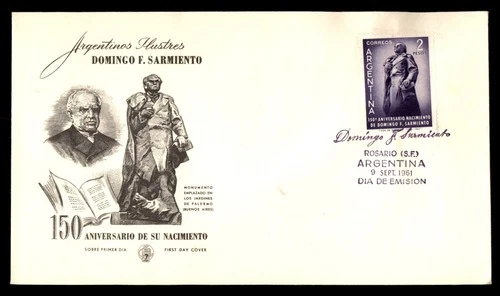 Argentinos Ilustres
DOMINGO F. SARMIENTO
MONUMENTO
EMPLAZADO EN
LOS JARDINES
DE PALERMO
(BUENOS AIRES)
150 ANIVERSARIO DE SU NACIMIENTO
SOBRE PRIMER DIA
FIRST DAY COVER
CORREOS
2
PESOS
ARGENTINA
150º ANIVERSARIO NACIMIENTO
DE DOMINGO F. SARMIENTO
Domingo F. Sarmiento
ROSARIO (S.F.)
ARGENTINA
9 SEPT. 1961
DIA DE EMISION